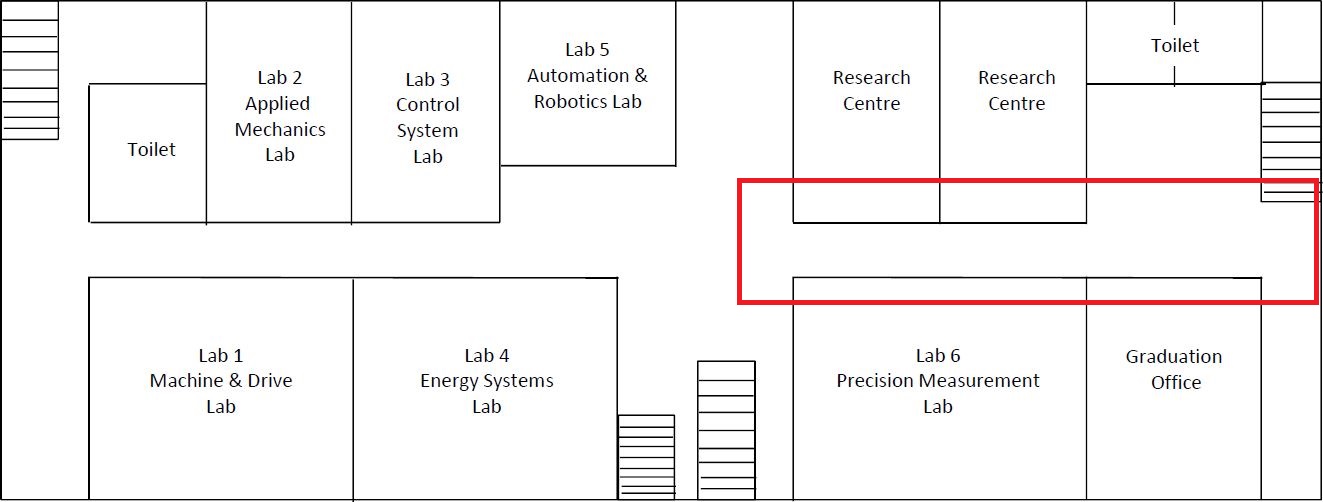 Toilet
Lab 2
Applied
Mechanics
Lab
Lab 3
Control
System
Lab
Lab 5
Automation &
Robotics Lab
Research
Centre
Research
Centre
Toilet
Lab 1
Machine & Drive
Lab
Lab 4
Energy Systems
Lab
Lab 6
Precision Measurement
Lab
Graduation
Office